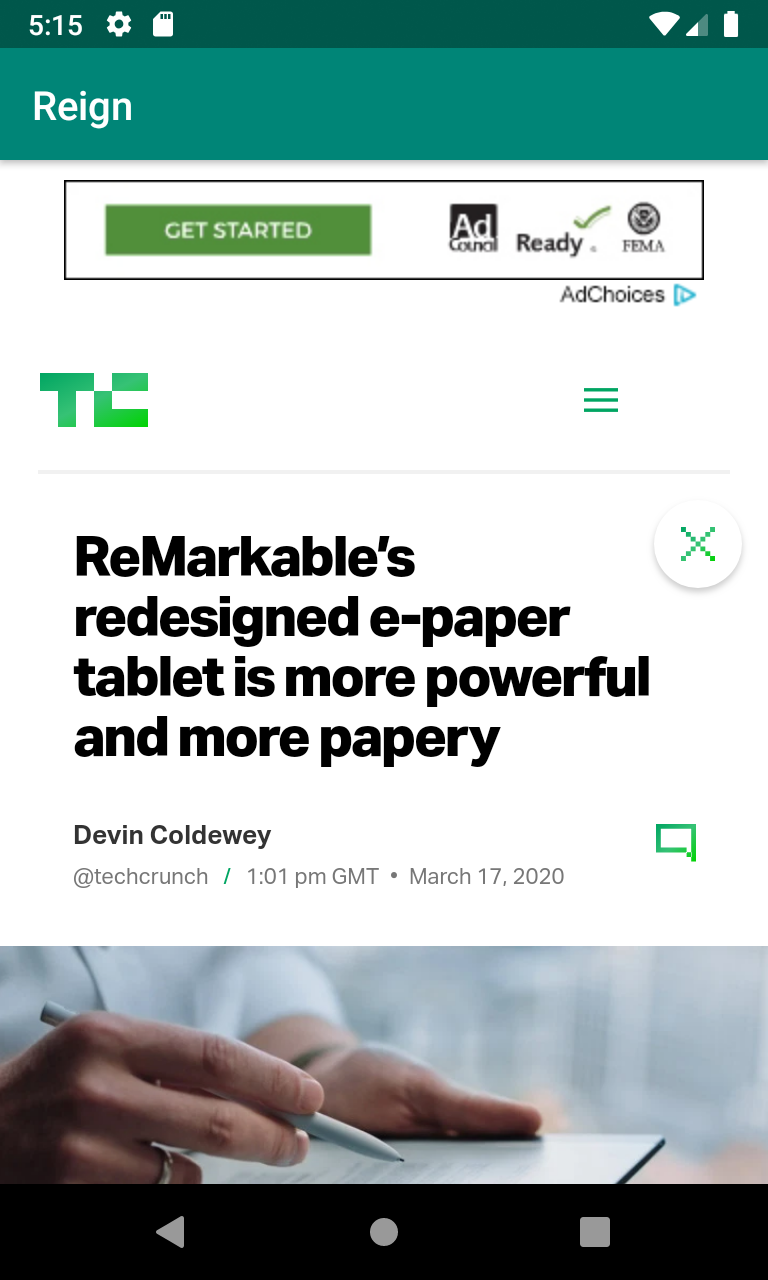 5:15
Reign
GET STARTED
Ad Council
Ready
FEMA
AdChoices
TC
ReMarkable’s
redesigned e-paper
tablet is more powerful
and more papery
Devin Coldewey
@techcrunch / 1:01 pm GMT • March 17, 2020